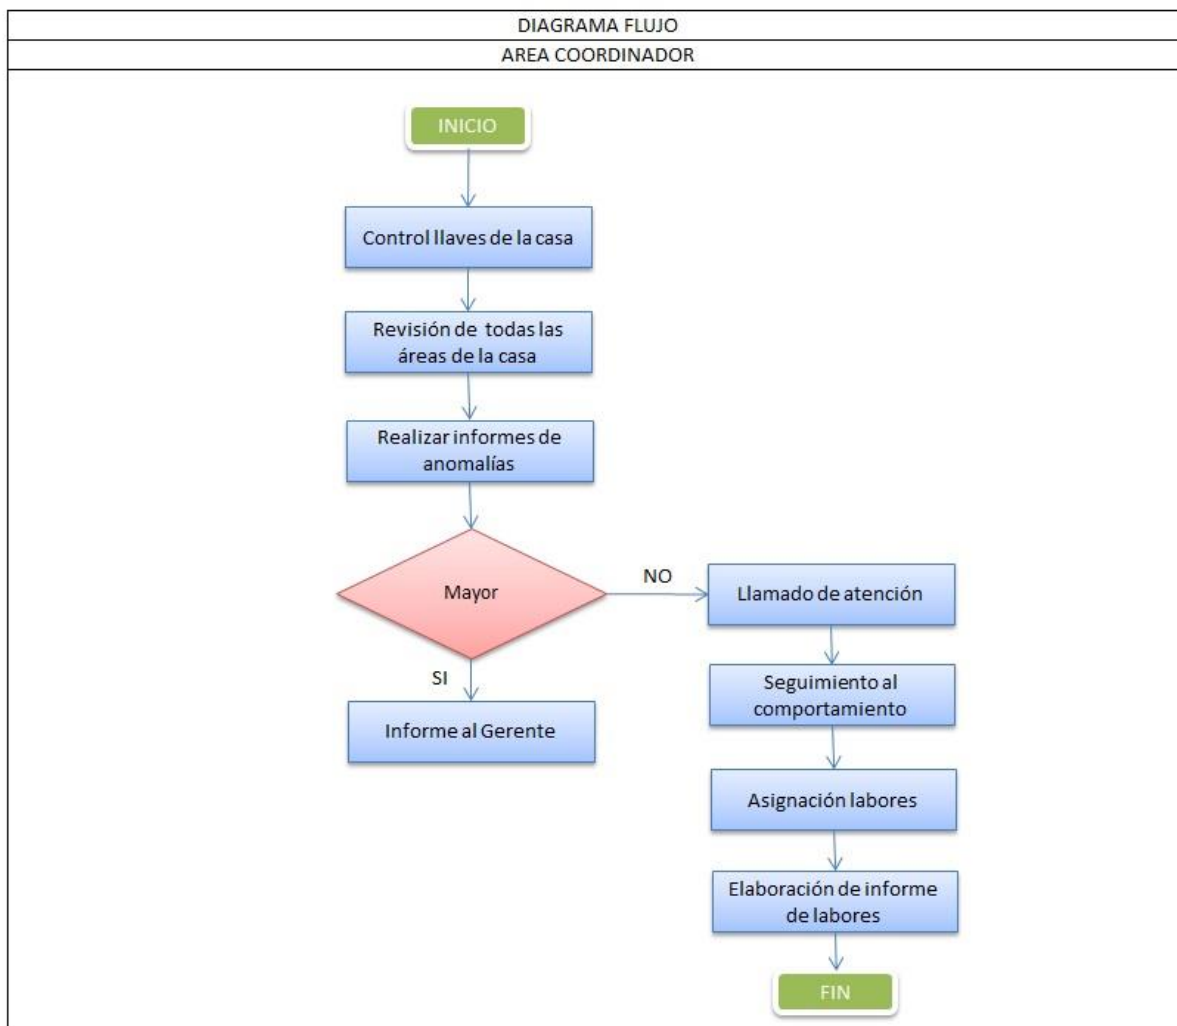 DIAGRAMA FLUJO
AREA COORDINADOR
INICIO
Control llaves de la casa
Revisión de todas las
áreas de la casa
Realizar informes de
anomalías
Mayor
NO
Llamado de atención
SI
Seguimiento al
comportamiento
Informe al Gerente
Asignación labores
Elaboración de informe
de labores
FIN